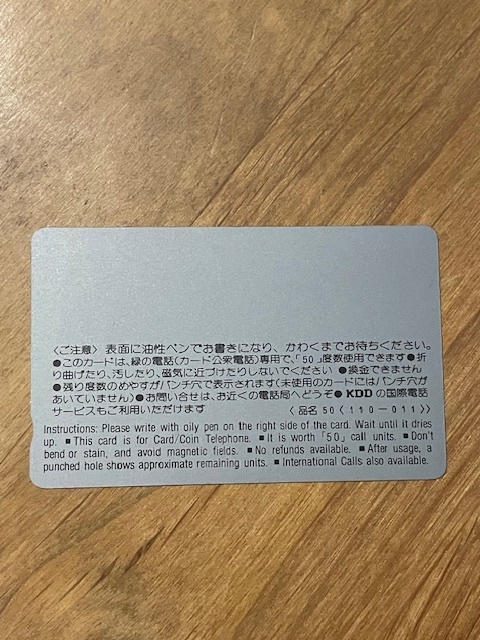 〈ご注意〉表面に油性ペンでお書きになり、かわくまでお待ちください。
●このカードは、緑の電話(カード公衆電話)専用で、「50」度数使用できます●折
り曲げたり、汚したり、磁気に近づけたりしないでください ●換金できません
●残り度数のめやすがパンチ穴で表示されます(未使用のカードにはパンチ穴が
あいていません)●お問い合せは、お近くの電話局へどうぞ● KDD の国際電話
サービスもご利用いただけます 〈品名 50〈110-011〉〉
Instructions: Please write with oily pen on the right side of the card. Wait until it dries
up. ■ This card is for Card/Coin Telephone. ■ It is worth「50」call units. ■ Don't
bend or stain, and avoid magnetic fields. ■ No refunds available. ■ After usage, a
punched hole shows approximate remaining units. ■ International Calls also available.